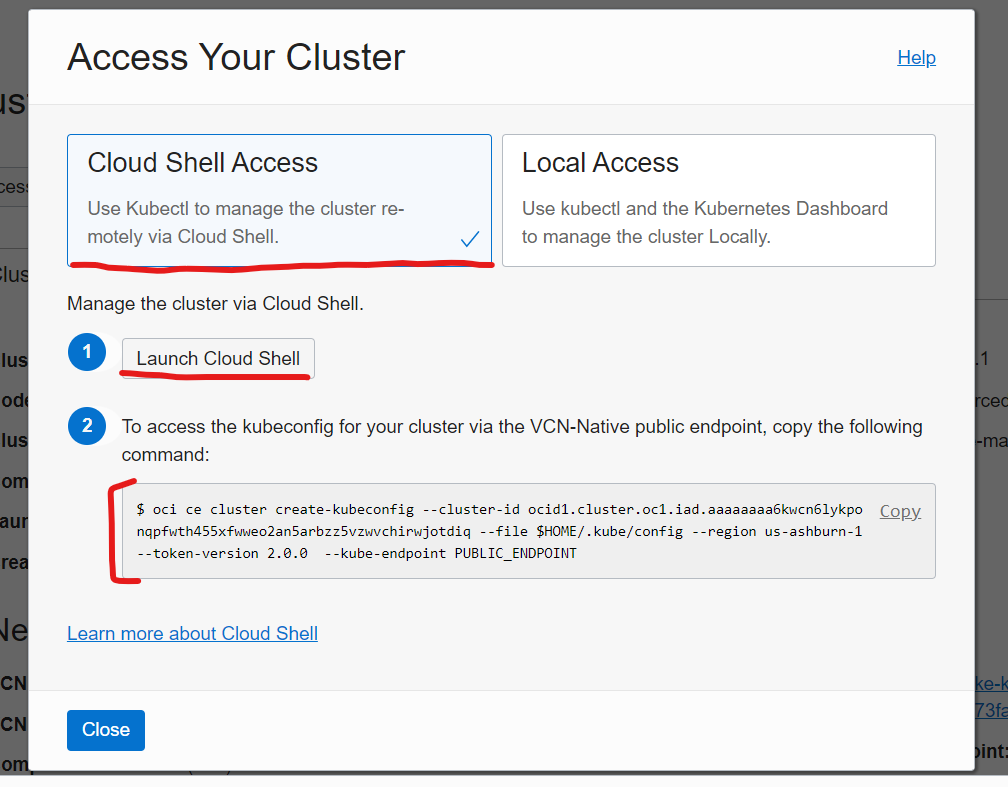 Access Your Cluster
Help
Cloud Shell Access
Use Kubectl to manage the cluster re-
motely via Cloud Shell.
Local Access
Use kubectl and the Kubernetes Dashboard
to manage the cluster Locally.
Manage the cluster via Cloud Shell.
1
Launch Cloud Shell
2
To access the kubeconfig for your cluster via the VCN-Native public endpoint, copy the following
command:
$ oci ce cluster create-kubeconfig --cluster-id ocid1.cluster.oc1.iad.aaaaaaaa6kwcn6lykpo
nqpfwth455xfwweo2an5arbzz5vzwvchirwjotdiq --file $HOME/.kube/config --region us-ashburn-1
--token-version 2.0.0  --kube-endpoint PUBLIC_ENDPOINT
Copy
Learn more about Cloud Shell
Close